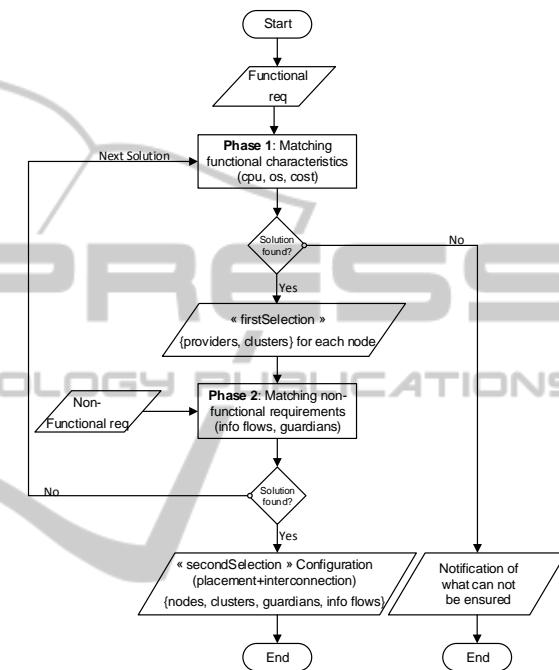 Start
Functional
req
Next Solution
Phase 1: Matching
functional characteristics
(cpu, os, cost)
Solution
found?
No
Yes
PRESS
« firstSelection »
{providers, clusters} for each node
OLOGY PUBLICATIONS
Non-
Functional req
Phase 2: Matching non-
functional requirements
(info flows, guardians)
No
Solution
found?
Yes
« secondSelection » Configuration
(placement+interconnection)
{nodes, clusters, guardians, info flows}
Notification of
what can not
be ensured
End
End